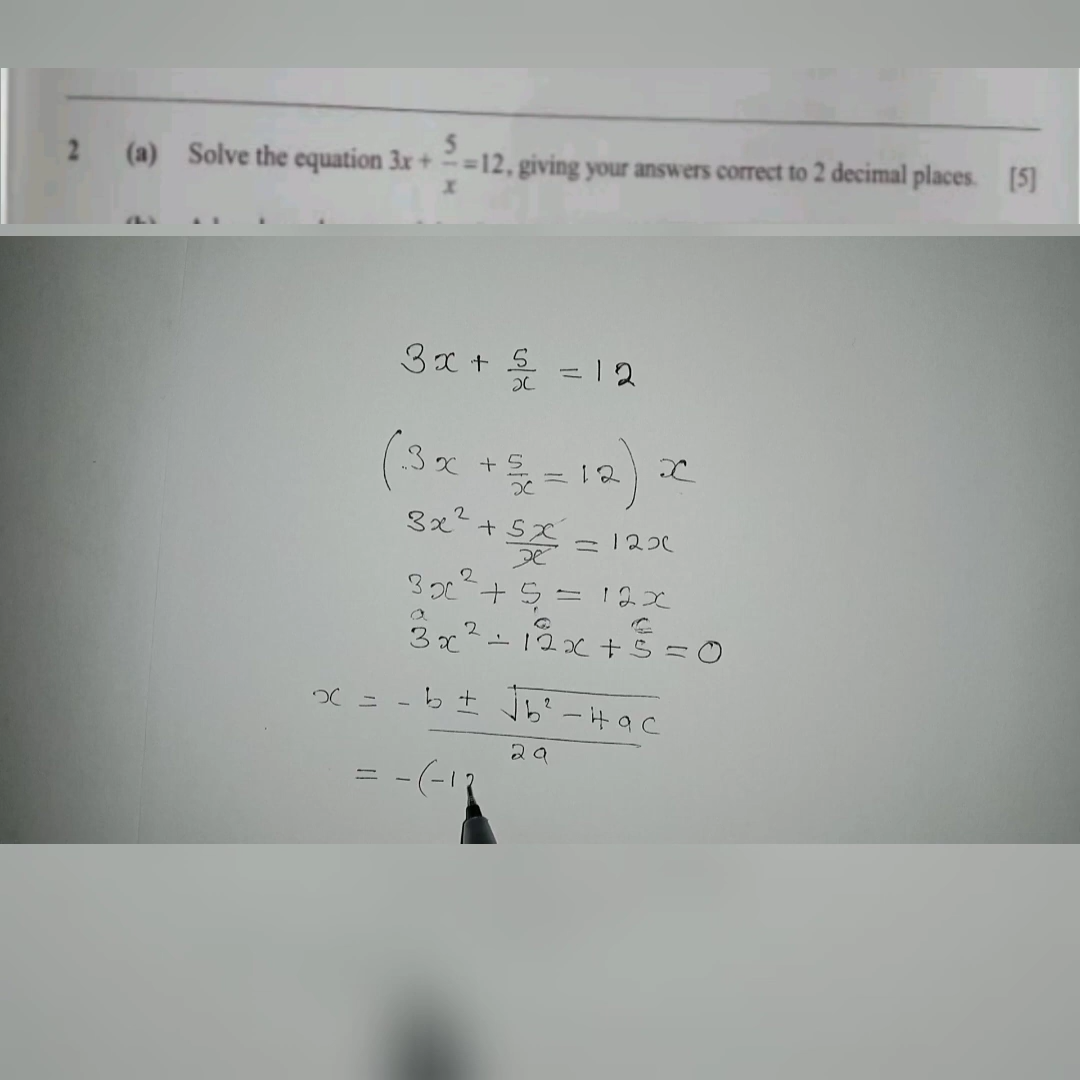 2 (a) Solve the equation 3x + 5/x = 12, giving your answers correct to 2 decimal places. [5]
3x + 5/x = 12
(3x + 5/x = 12) x
3x² + 5x/x = 12x
3x² + 5 = 12x
a c
3x² - 12x + 5 = 0
x = -b ± √b² - 4ac
2a
= -(-12